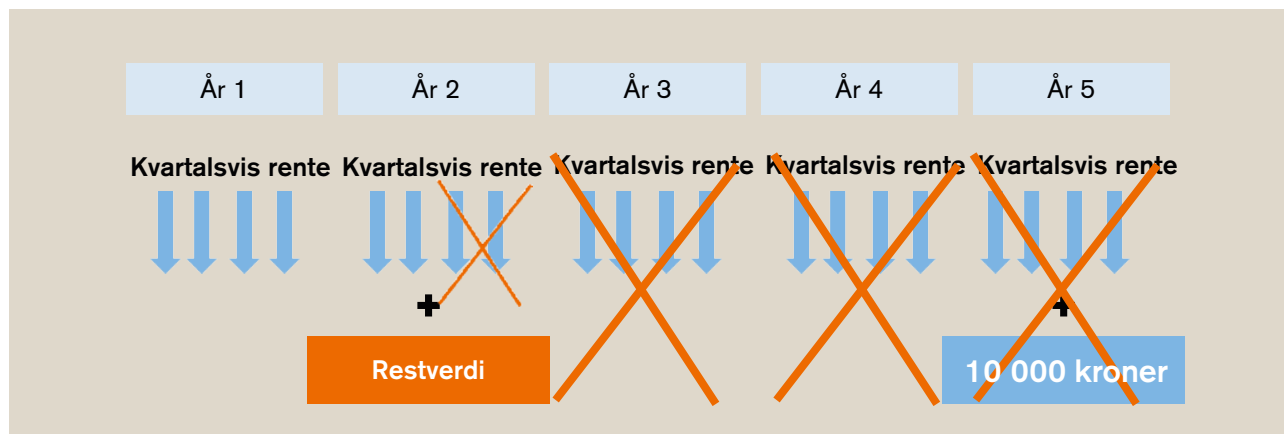 År 1
År 2
År 3
År 4
År 5
Kvartalsvis rente
Kvartalsvis rente
Kvartalsvis rente
Kvartalsvis rente
Kvartalsvis rente
+
+
Restverdi
10 000 kroner